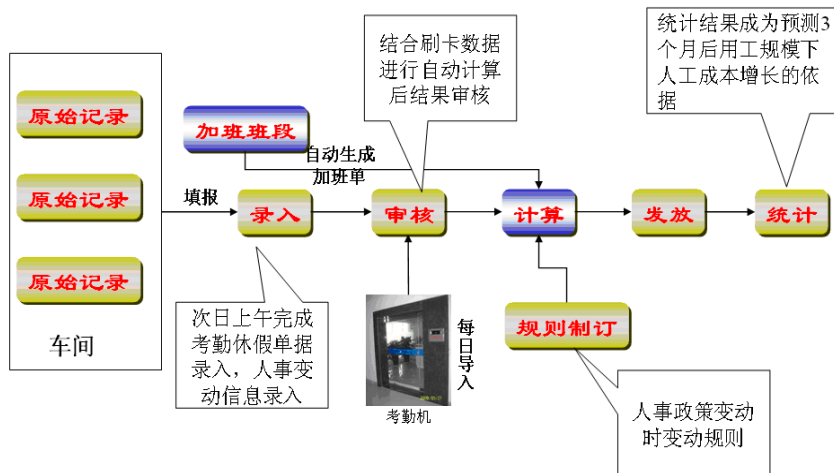 结合刷卡数据
进行自动计算
后结果审核
统计结果成为预测3
个月后用工规模下
人工成本增长的依
据
原始记录
原始记录
原始记录
车间
加班班段
自动生成
加班单
填报
录入
审核
计算
发放
统计
次日上午完成
考勤休假单据
录入，人事变
动信息录入
每日导入
考勤机
规则制订
人事政策变动
时变动规则